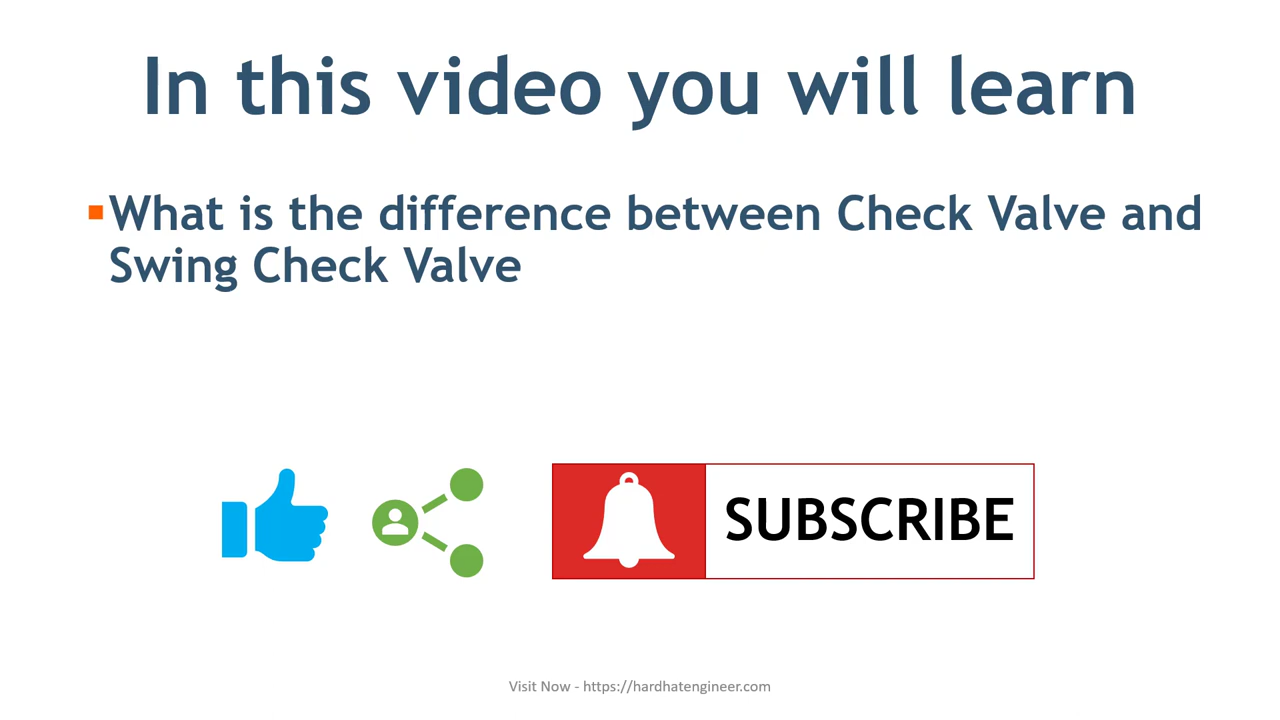 In this video you will learn
What is the difference between Check Valve and
Swing Check Valve
SUBSCRIBE
Visit Now - https://hardhatengineer.com